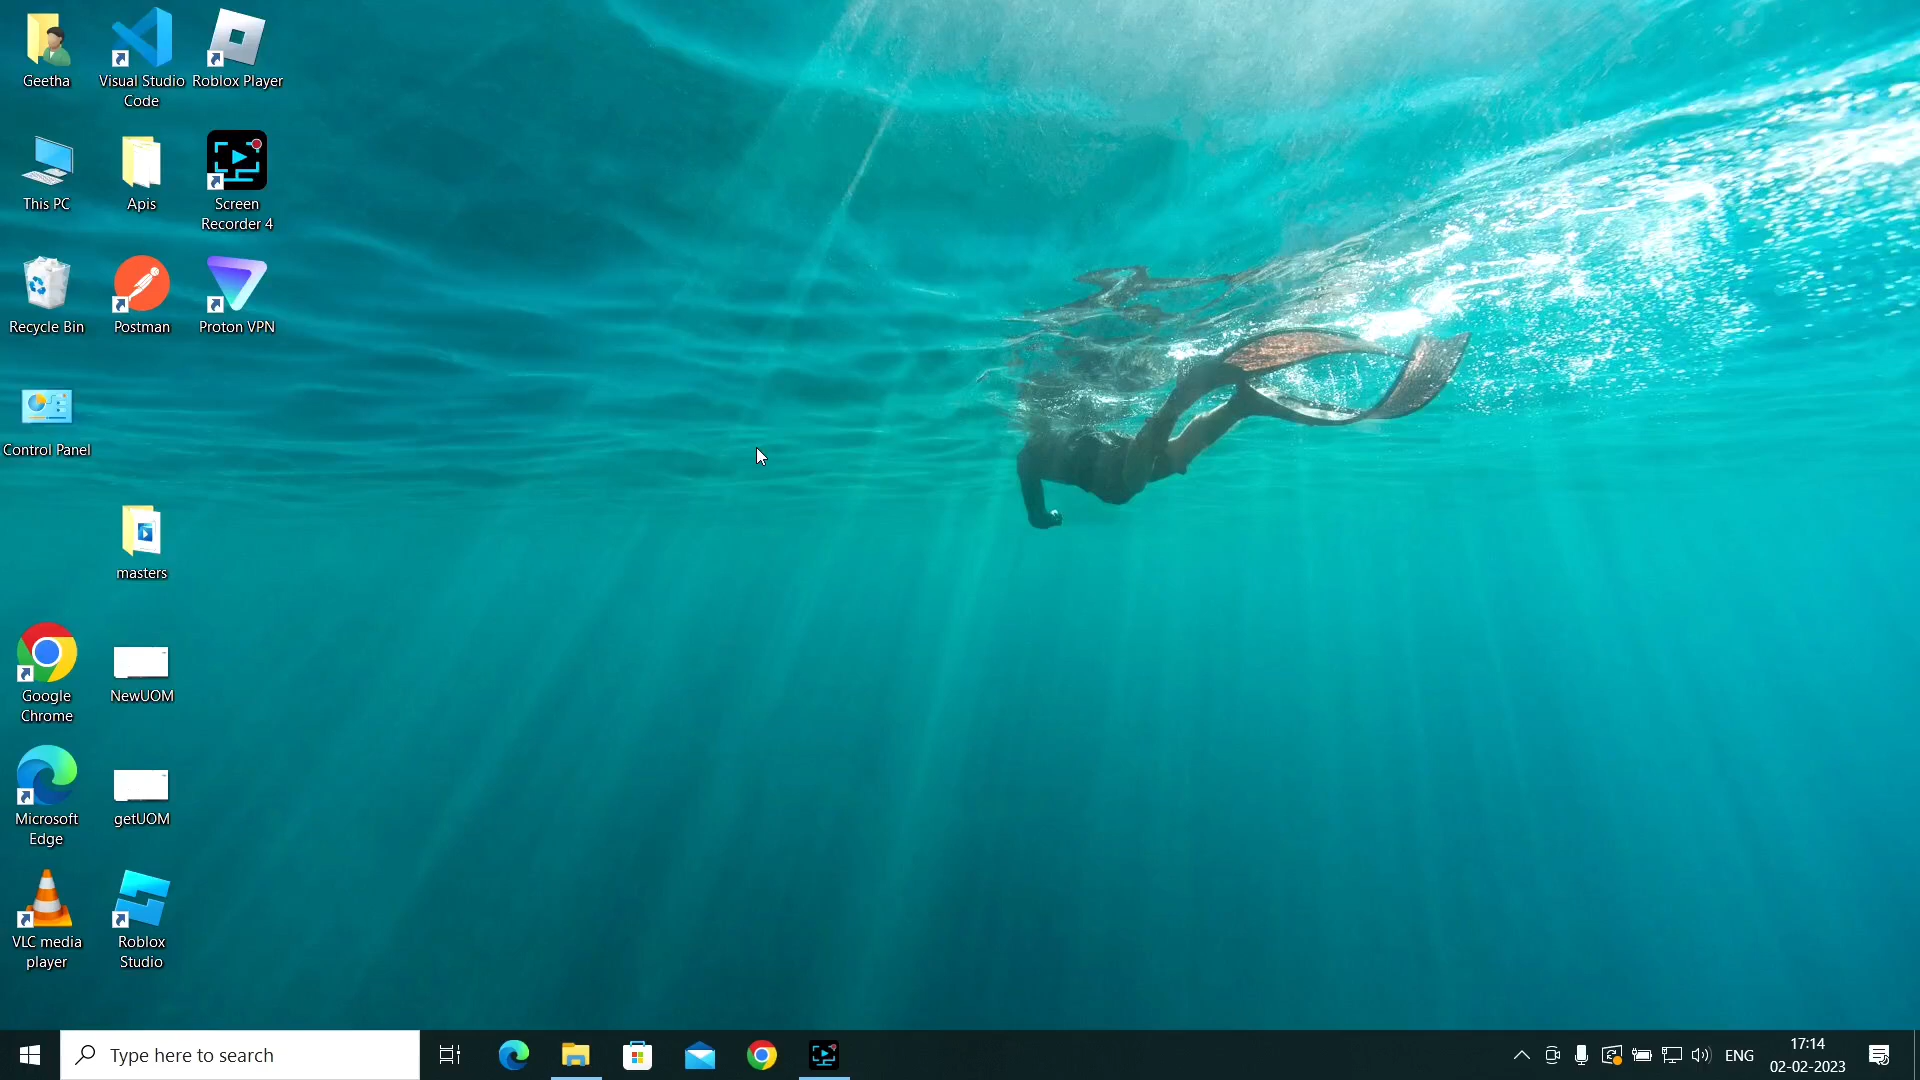 Geetha
Visual Studio
Code
Roblox Player
This PC
Apis
Screen
Recorder 4
Recycle Bin
Postman
Proton VPN
Control Panel
masters
Google
Chrome
NewUOM
Microsoft
Edge
getUOM
VLC media
player
Roblox
Studio
Type here to search
ENG
17:14
02-02-2023